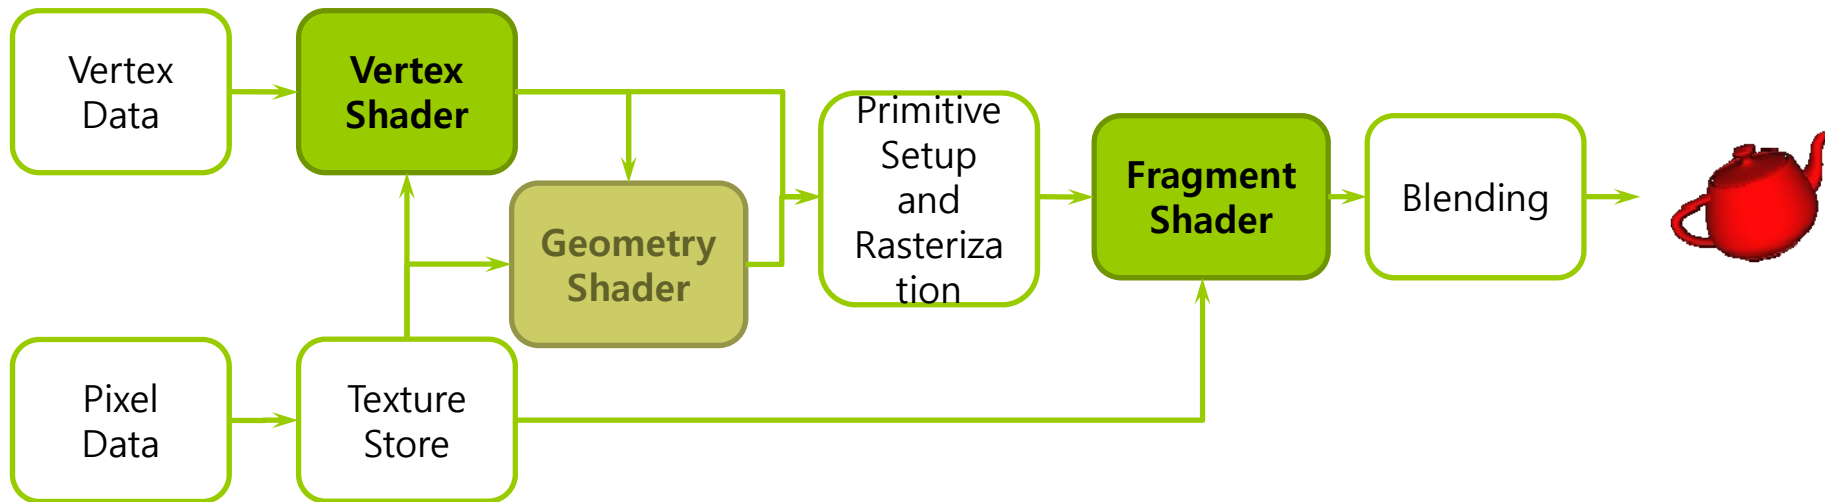 Vertex
Data
Vertex
Shader
Geometry
Shader
Primitive
Setup
and
Rasteriza
tion
Fragment
Shader
Blending
Pixel
Data
Texture
Store